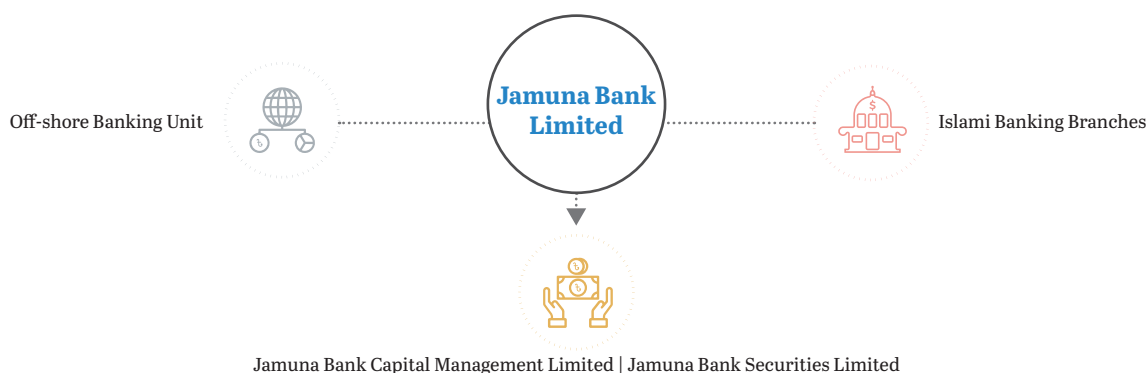 Jamuna Bank
Limited
Off-shore Banking Unit
৳
$
Islami Banking Branches
৳
৳
Jamuna Bank Capital Management Limited | Jamuna Bank Securities Limited